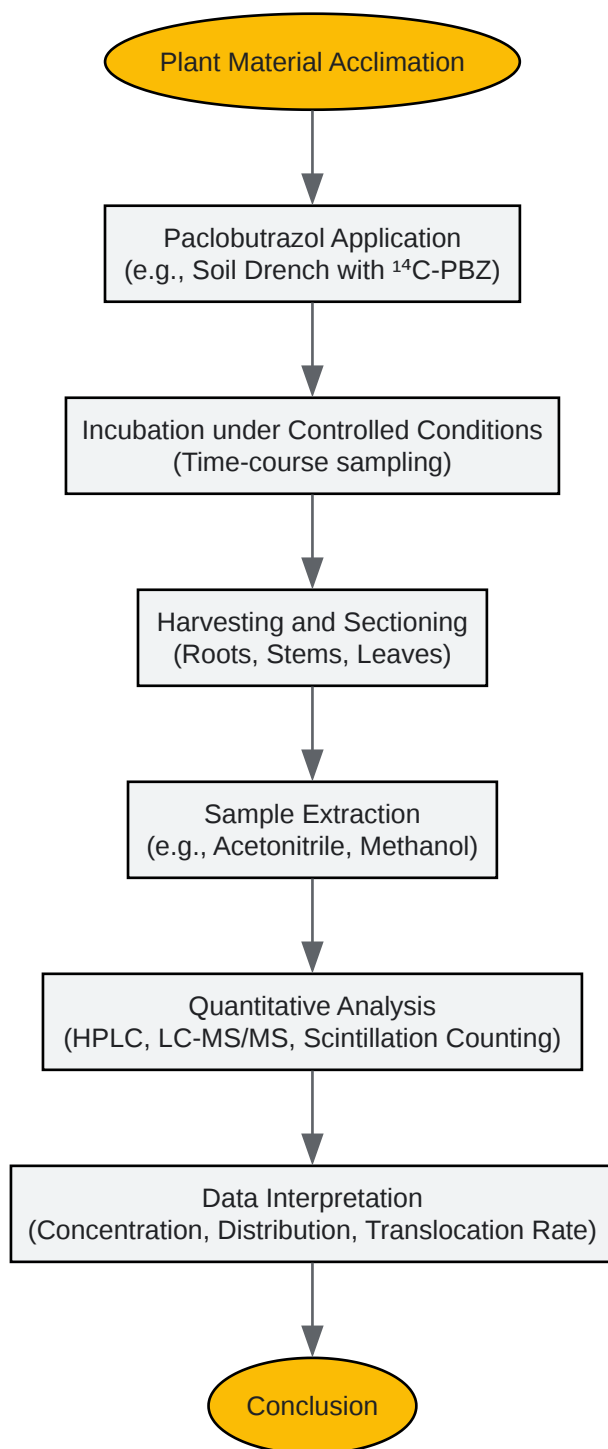 Plant Material Acclimation
Paclobutrazol Application
(e.g., Soil Drench with ¹⁴C-PBZ)
Incubation under Controlled Conditions
(Time-course sampling)
Harvesting and Sectioning
(Roots, Stems, Leaves)
Sample Extraction
(e.g., Acetonitrile, Methanol)
Quantitative Analysis
(HPLC, LC-MS/MS, Scintillation Counting)
Data Interpretation
(Concentration, Distribution, Translocation Rate)
Conclusion